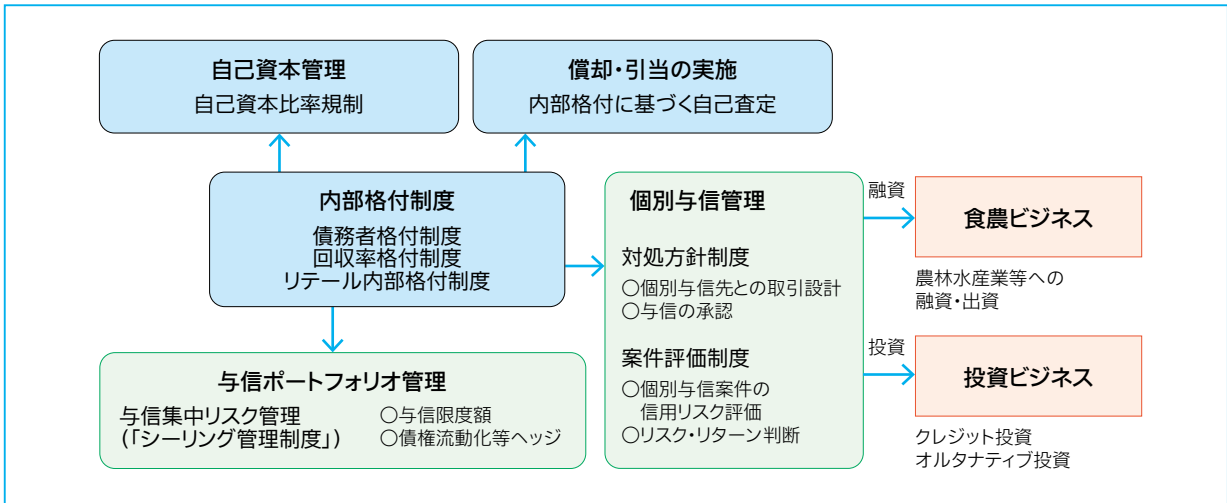 自己資本管理
自己資本比率規制
償却・引当の実施
内部格付に基づく自己査定
内部格付制度
債務者格付制度
回収率格付制度
リテール内部格付制度
与信ポートフォリオ管理
与信集中リスク管理
(「シーリング管理制度」)
○与信限度額
○債権流動化等ヘッジ
個別与信管理
対処方針制度
○個別与信先との取引設計
○与信の承認
案件評価制度
○個別与信案件の
信用リスク評価
○リスク・リターン判断
融資
食農ビジネス
農林水産業等への
融資・出資
投資
投資ビジネス
クレジット投資
オルタナティブ投資